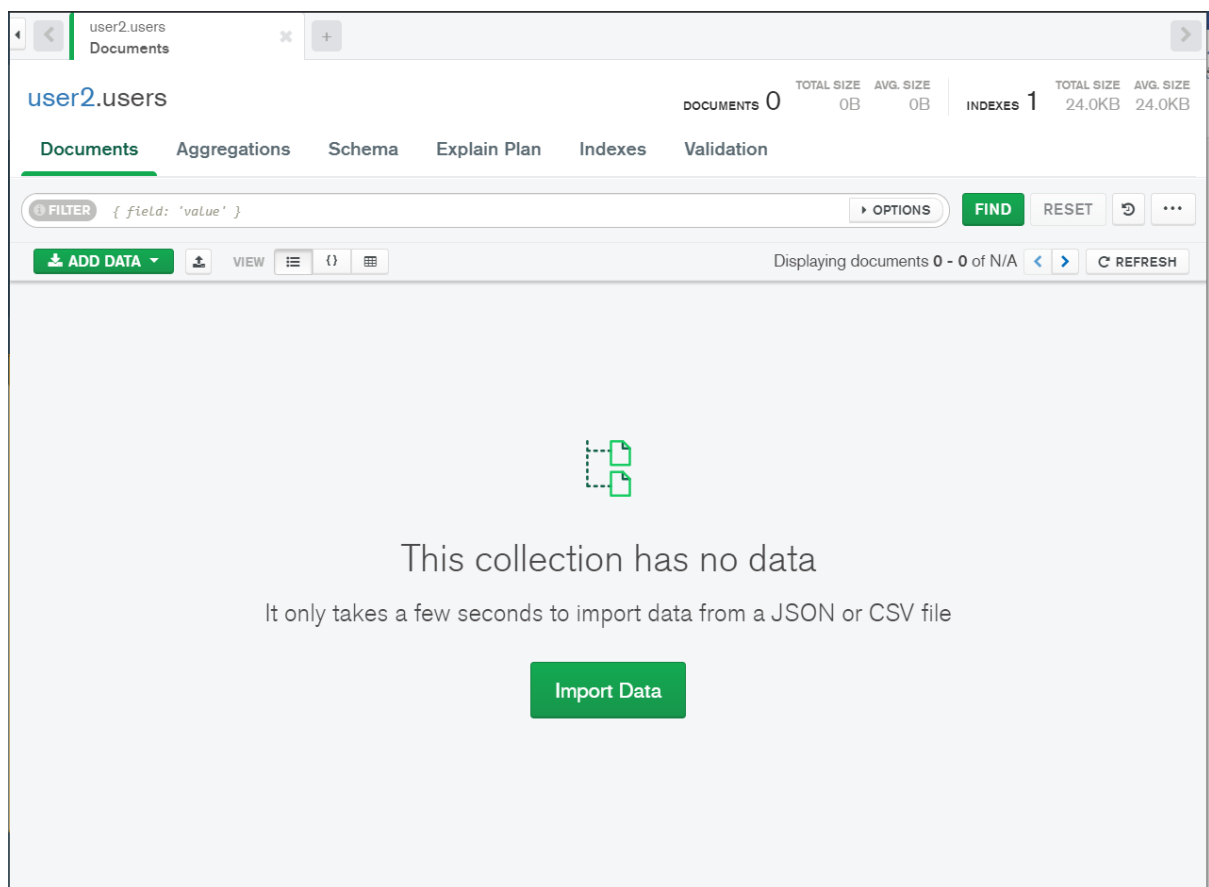 user2.users
Documents
user2.users
DOCUMENTS 0 TOTAL SIZE 0B AVG. SIZE 0B INDEXES 1 TOTAL SIZE 24.0KB AVG. SIZE 24.0KB
Documents Aggregations Schema Explain Plan Indexes Validation
FILTER { field: 'value' } OPTIONS FIND RESET ...
ADD DATA VIEW {} Displaying documents 0 - 0 of N/A < > REFRESH
This collection has no data
It only takes a few seconds to import data from a JSON or CSV file
Import Data